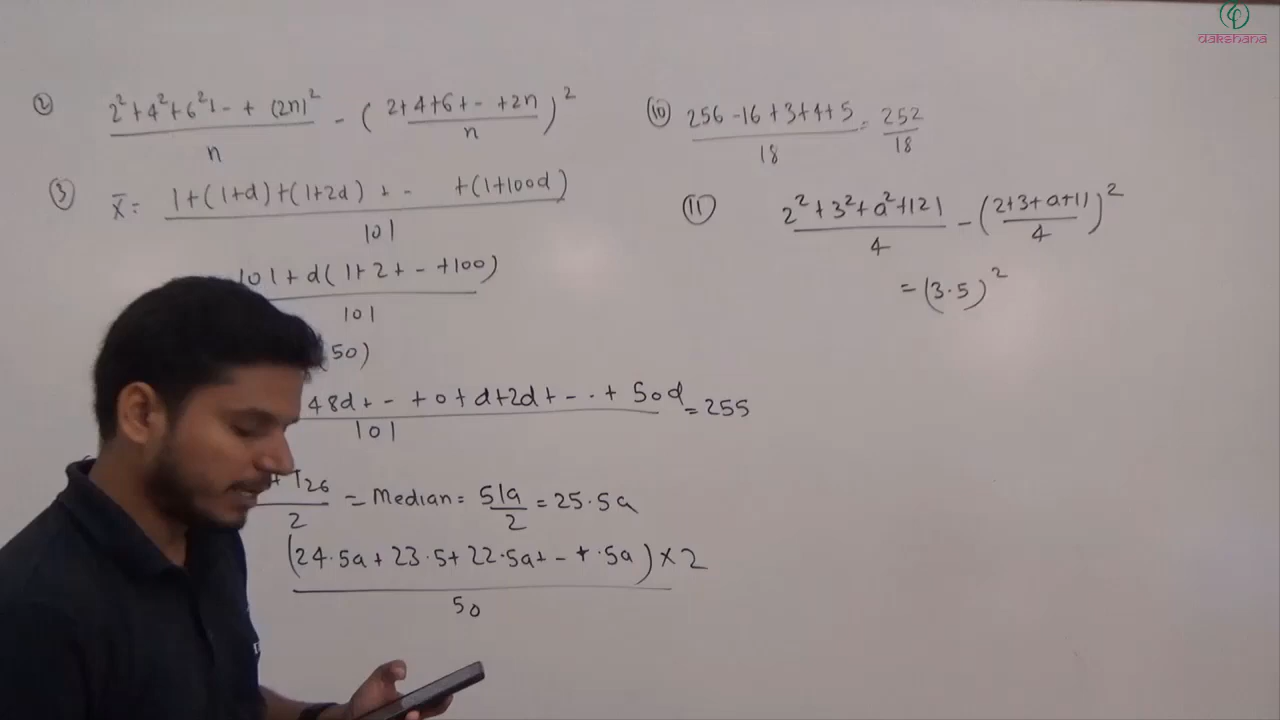 ② (2²+4²+6²+-+(2n)²)/n - ((2+4+6+-+2n)/n)²
③ x̄ = (1+(1+d)+(1+2d)+- +(1+100d))/101
(101+d(1+2+-+100))/101
50)
(48d+-+0+d+2d+-..+50d)/101 = 255
(+T₂₆)/2 = Median = 51a/2 = 25.5a
((24.5a+23.5+22.5a+-+.5a)×2)/50
⑩ (256-16+3+4+5)/18 = 252/18
⑪ (2²+3²+a²+121)/4 - ((2+3+a+11)/4)²
= (3.5)²
dakshana